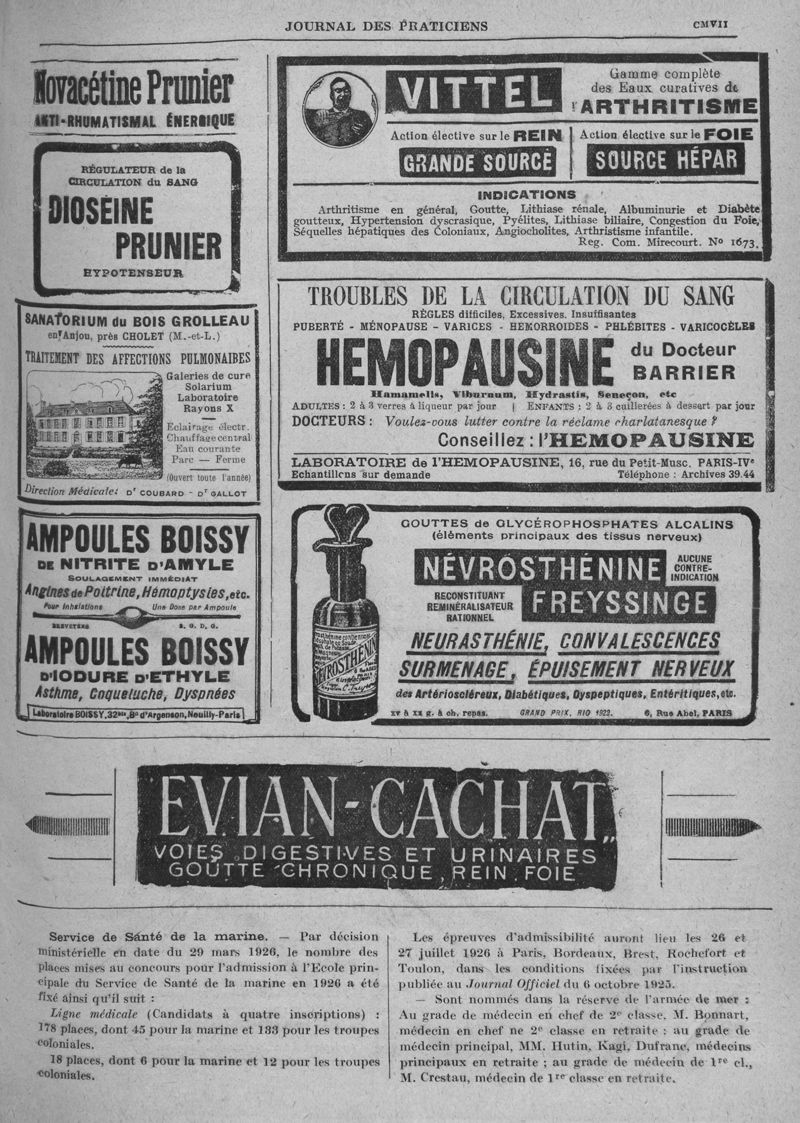 JOURNAL DES PRATICIENS
CMVII
Novacétine Prunier
ANTI-RHUMATISMAL ÉNERGIQUE
RÉGULATEUR de la
CIRCULATION du SANG
DIOSÉINE
PRUNIER
HYPOTENSEUR
SANATORIUM du BOIS GROLLEAU
en Anjou, près CHOLET (M.-et-L.)
TRAITEMENT DES AFFECTIONS PULMONAIRES
Galeries de cure
Solarium
Laboratoire
Rayons X
Eclairage électr.
Chauffage central
Eau courante
Parc — Ferme
(Ouvert toute l'année)
Direction Médicale: Dr COUBARD - Dr GALLOT
AMPOULES BOISSY
DE NITRITE D'AMYLE
SOULAGEMENT IMMÉDIAT
Angines de Poitrine, Hémoptysies, etc.
Pour Inhalations Une Dose par Ampoule
BREVETÉES S. G. D. G.
AMPOULES BOISSY
D'IODURE D'ETHYLE
Asthme, Coqueluche, Dyspnées
Laboratoire BOISSY, 32bis, Bd d'Argenson, Neuilly-Paris
VITTEL
Gamme complète
des Eaux curatives de
l'ARTHRITISME
Action élective sur le REIN
GRANDE SOURCE
Action élective sur le FOIE
SOURCE HÉPAR
INDICATIONS
Arthritisme en général, Goutte, Lithiase rénale, Albuminurie et Diabète
goutteux, Hypertension dyscrasique, Pyélites, Lithiase biliaire, Congestion du Foie,
Séquelles hépatiques des Coloniaux, Angiocholites, Arthristisme infantile.
Reg. Com. Mirecourt. No 1673.
TROUBLES DE LA CIRCULATION DU SANG
RÈGLES difficiles, Excessives, Insuffisantes
PUBERTÉ - MÉNOPAUSE - VARICES - HEMORROIDES - PHLÉBITES - VARICOCÈLES
HEMOPAUSINE du Docteur
BARRIER
Hamamelis, Viburnum, Hydrastis, Seneçon, etc
ADULTES : 2 à 3 verres à liqueur par jour | ENFANTS : 2 à 3 cuillerées à dessert par jour
DOCTEURS : Voulez-vous lutter contre la réclame charlatanesque ?
Conseillez : l'HEMOPAUSINE
LABORATOIRE de l'HEMOPAUSINE, 16, rue du Petit-Musc. PARIS-IVe
Echantillons sur demande Téléphone : Archives 39.44
GOUTTES de GLYCÉROPHOSPHATES ALCALINS
(éléments principaux des tissus nerveux)
NÉVROSTHÉNINE
AUCUNE
CONTRE-
INDICATION
RECONSTITUANT
REMINÉRALISATEUR
RATIONNEL
FREYSSINGE
NEURASTHÉNIE, CONVALESCENCES
SURMENAGE, ÉPUISEMENT NERVEUX
des Artérioscléreux, Diabétiques, Dyspeptiques, Entéritiques, etc.
XV à XX g. à ch. repas. GRAND PRIX, RIO 1922. 6, Rue Abel, PARIS
EVIAN-CACHAT
VOIES DIGESTIVES ET URINAIRES
GOUTTE CHRONIQUE, REIN, FOIE
Service de Santé de la marine. — Par décision
ministérielle en date du 29 mars 1926, le nombre des
places mises au concours pour l'admission à l'Ecole prin-
cipale du Service de Santé de la marine en 1926 a été
fixé ainsi qu'il suit :
Ligne médicale (Candidats à quatre inscriptions) :
178 places, dont 45 pour la marine et 133 pour les troupes
coloniales.
18 places, dont 6 pour la marine et 12 pour les troupes
coloniales.
Les épreuves d'admissibilité auront lieu les 26 et
27 juillet 1926 à Paris, Bordeaux, Brest, Rochefort et
Toulon, dans les conditions fixées par l'instruction
publiée au Journal Officiel du 6 octobre 1925.
— Sont nommés dans la réserve de l'armée de mer :
Au grade de médecin en chef de 2e classe, M. Bonnart,
médecin en chef ne 2e classe en retraite ; au grade de
médecin principal, MM. Hutin, Kagi, Dufranc, médecins
principaux en retraite ; au grade de médecin de 1re cl.,
M. Crestau, médecin de 1re classe en retraite.